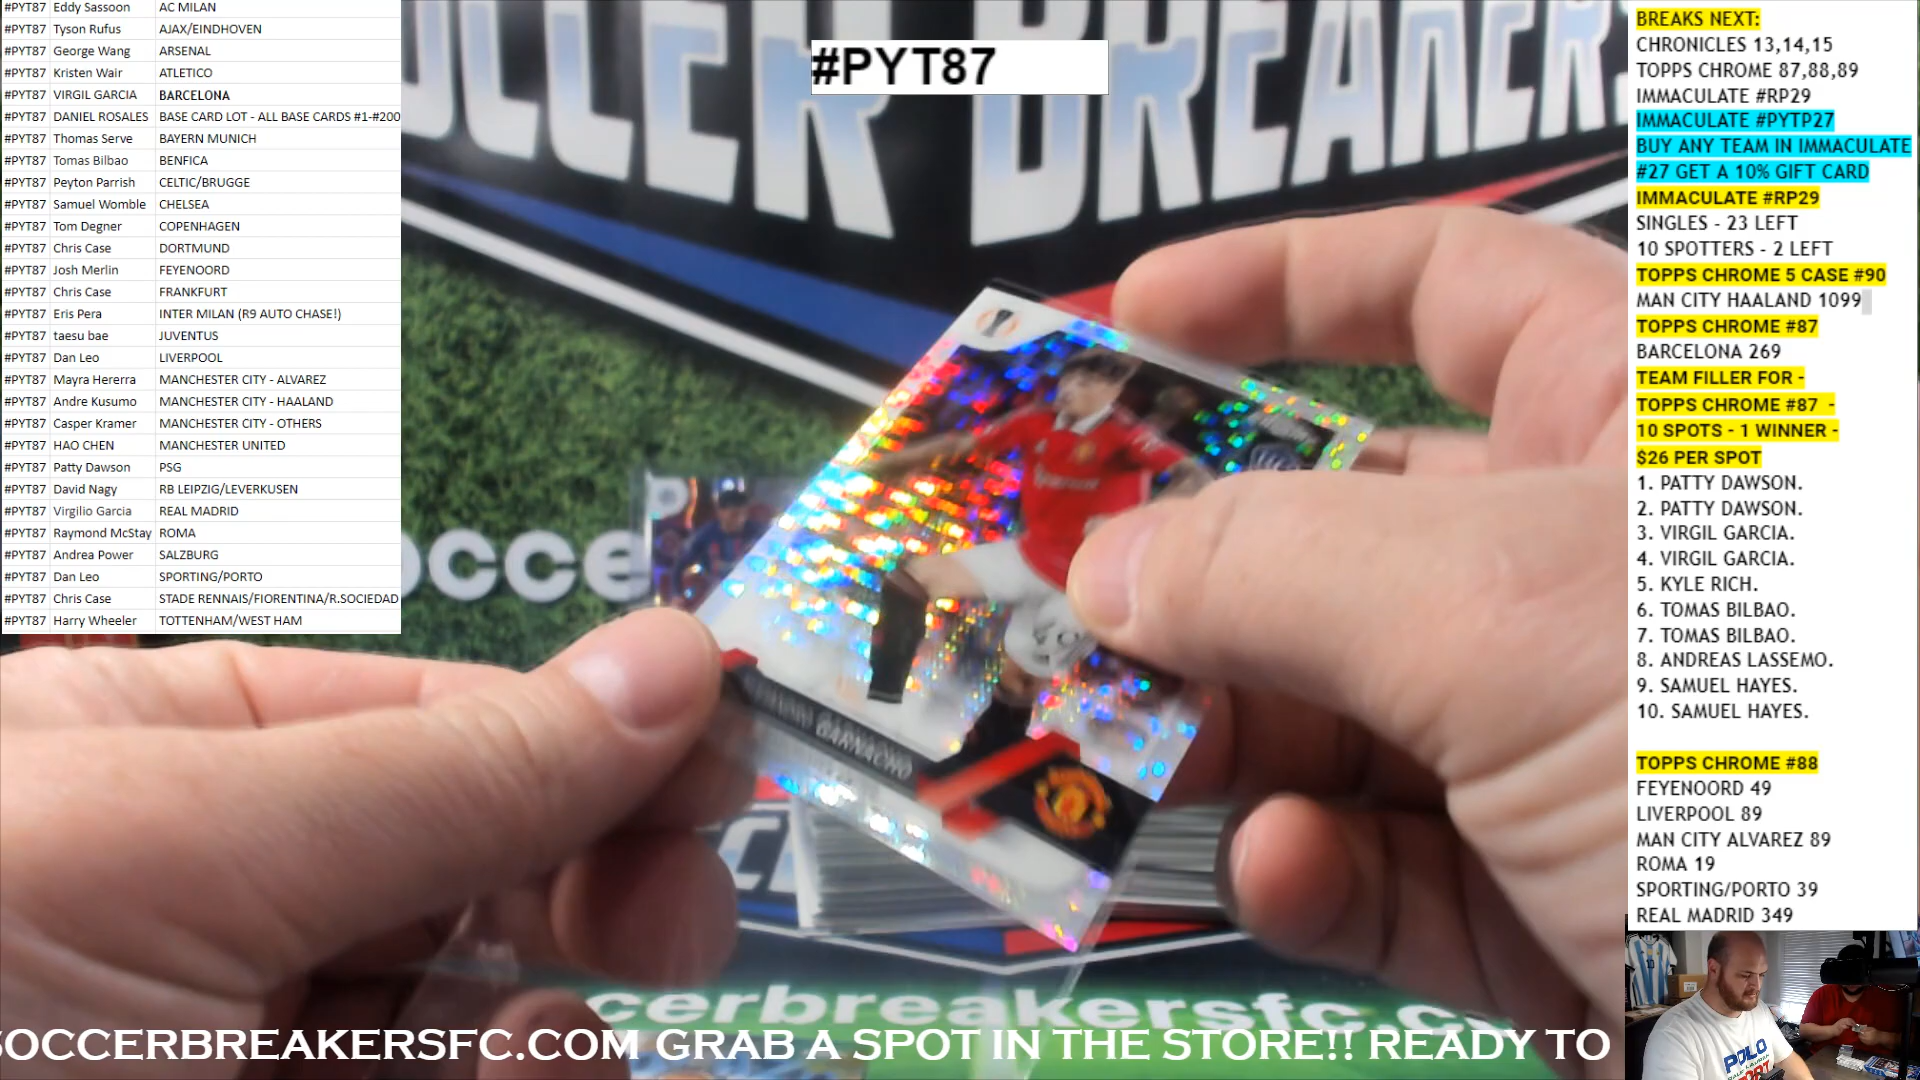 #PYT87 Eddy Sassoon AC MILAN
#PYT87 Tyson Rufus AJAX/EINDHOVEN
#PYT87 George Wang ARSENAL
#PYT87 Kristen Wair ATLETICO
#PYT87 VIRGIL GARCIA BARCELONA
#PYT87 DANIEL ROSALES BASE CARD LOT - ALL BASE CARDS #1-#200
#PYT87 Thomas Serve BAYERN MUNICH
#PYT87 Tomas Bilbao BENFICA
#PYT87 Peyton Parrish CELTIC/BRUGGE
#PYT87 Samuel Womble CHELSEA
#PYT87 Tom Degner COPENHAGEN
#PYT87 Chris Case DORTMUND
#PYT87 Josh Merlin FEYENOORD
#PYT87 Chris Case FRANKFURT
#PYT87 Eris Pera INTER MILAN (R9 AUTO CHASE!)
#PYT87 taesu bae JUVENTUS
#PYT87 Dan Leo LIVERPOOL
#PYT87 Mayra Hererra MANCHESTER CITY - ALVAREZ
#PYT87 Andre Kusumo MANCHESTER CITY - HAALAND
#PYT87 Casper Kramer MANCHESTER CITY - OTHERS
#PYT87 HAO CHEN MANCHESTER UNITED
#PYT87 Patty Dawson PSG
#PYT87 David Nagy RB LEIPZIG/LEVERKUSEN
#PYT87 Virgilio Garcia REAL MADRID
#PYT87 Raymond McStay ROMA
#PYT87 Andrea Power SALZBURG
#PYT87 Dan Leo SPORTING/PORTO
#PYT87 Chris Case STADE RENNAIS/FIORENTINA/R.SOCIEDAD
#PYT87 Harry Wheeler TOTTENHAM/WEST HAM
#PYT87
OCCER BREAKERS
occe
GARNACHO
cerbreakersfc.c
SOCCERBREAKERSFC.COM GRAB A SPOT IN THE STORE!! READY TO
BREAKS NEXT:
CHRONICLES 13,14,15
TOPPS CHROME 87,88,89
IMMACULATE #RP29
IMMACULATE #PYTP27
BUY ANY TEAM IN IMMACULATE
#27 GET A 10% GIFT CARD
IMMACULATE #RP29
SINGLES - 23 LEFT
10 SPOTTERS - 2 LEFT
TOPPS CHROME 5 CASE #90
MAN CITY HAALAND 1099
TOPPS CHROME #87
BARCELONA 269
TEAM FILLER FOR -
TOPPS CHROME #87 -
10 SPOTS - 1 WINNER -
$26 PER SPOT
1. PATTY DAWSON.
2. PATTY DAWSON.
3. VIRGIL GARCIA.
4. VIRGIL GARCIA.
5. KYLE RICH.
6. TOMAS BILBAO.
7. TOMAS BILBAO.
8. ANDREAS LASSEMO.
9. SAMUEL HAYES.
10. SAMUEL HAYES.
TOPPS CHROME #88
FEYENOORD 49
LIVERPOOL 89
MAN CITY ALVAREZ 89
ROMA 19
SPORTING/PORTO 39
REAL MADRID 349
POLO